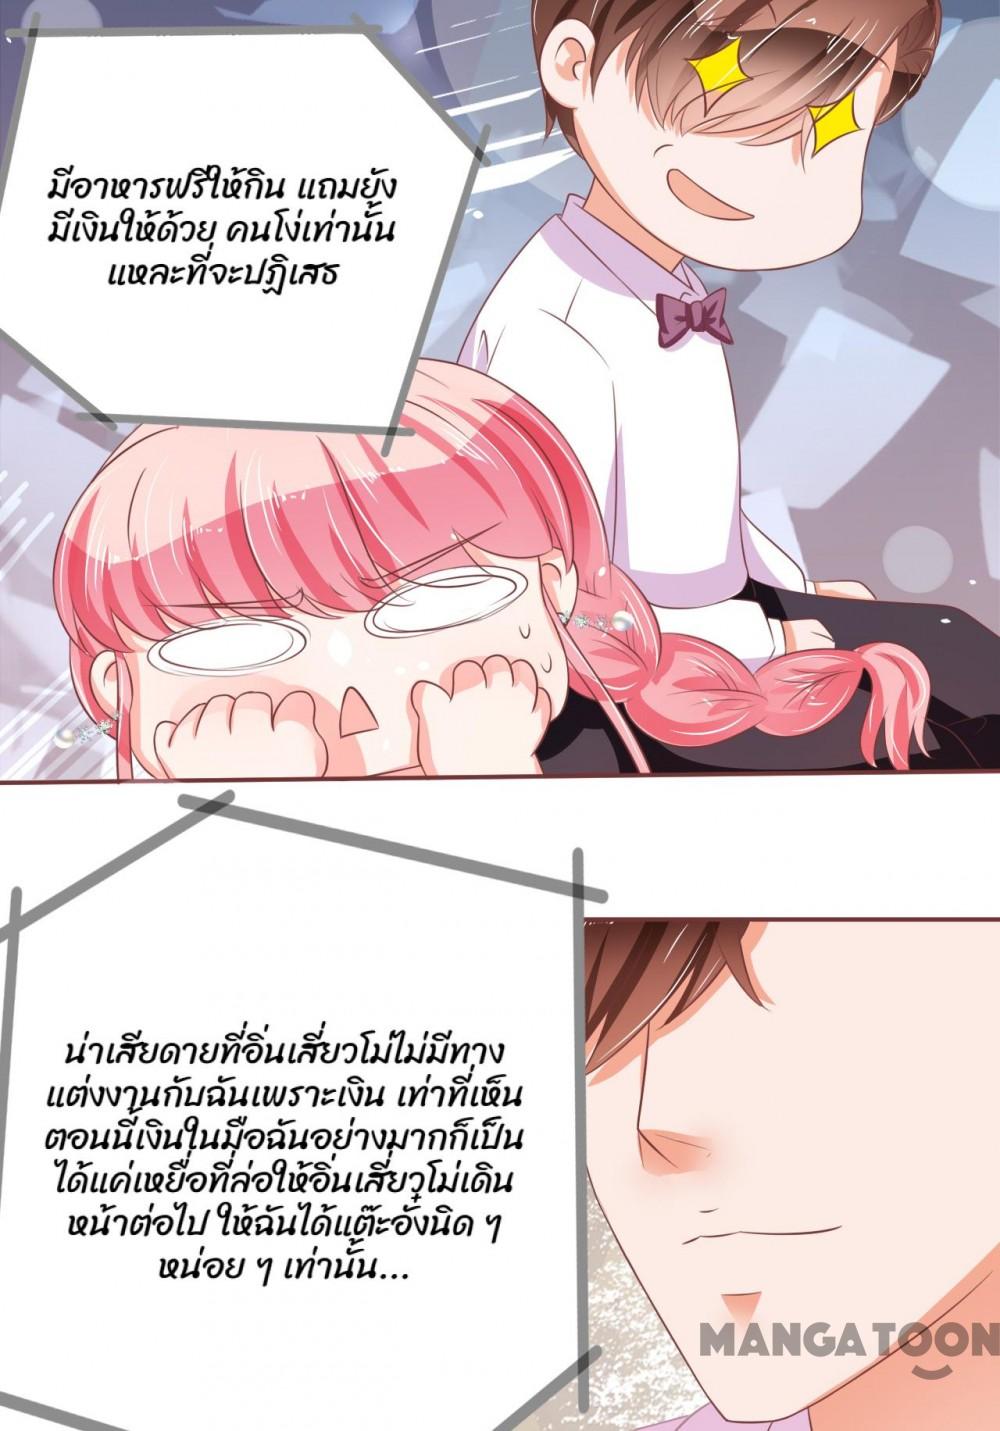 มีอาหารฟรีให้กิน แถมยัง
มีเงินให้ด้วย คนโง่เท่านั้น
แหละที่จะปฏิเสธ
น่าเสียดายที่อิ่นเสี่ยวโม่ไม่มีทาง
แต่งงานกับฉันเพราะเงิน เท่าที่เห็น
ตอนนี้เงินในมือฉันอย่างมากก็เป็น
ได้แค่เหยื่อที่ล่อให้อิ่นเสี่ยวโม่เดิน
หน้าต่อไป ให้ฉันได้แต๊ะอั๋งนิด ๆ
หน่อย ๆ เท่านั้น...
MANGATOON